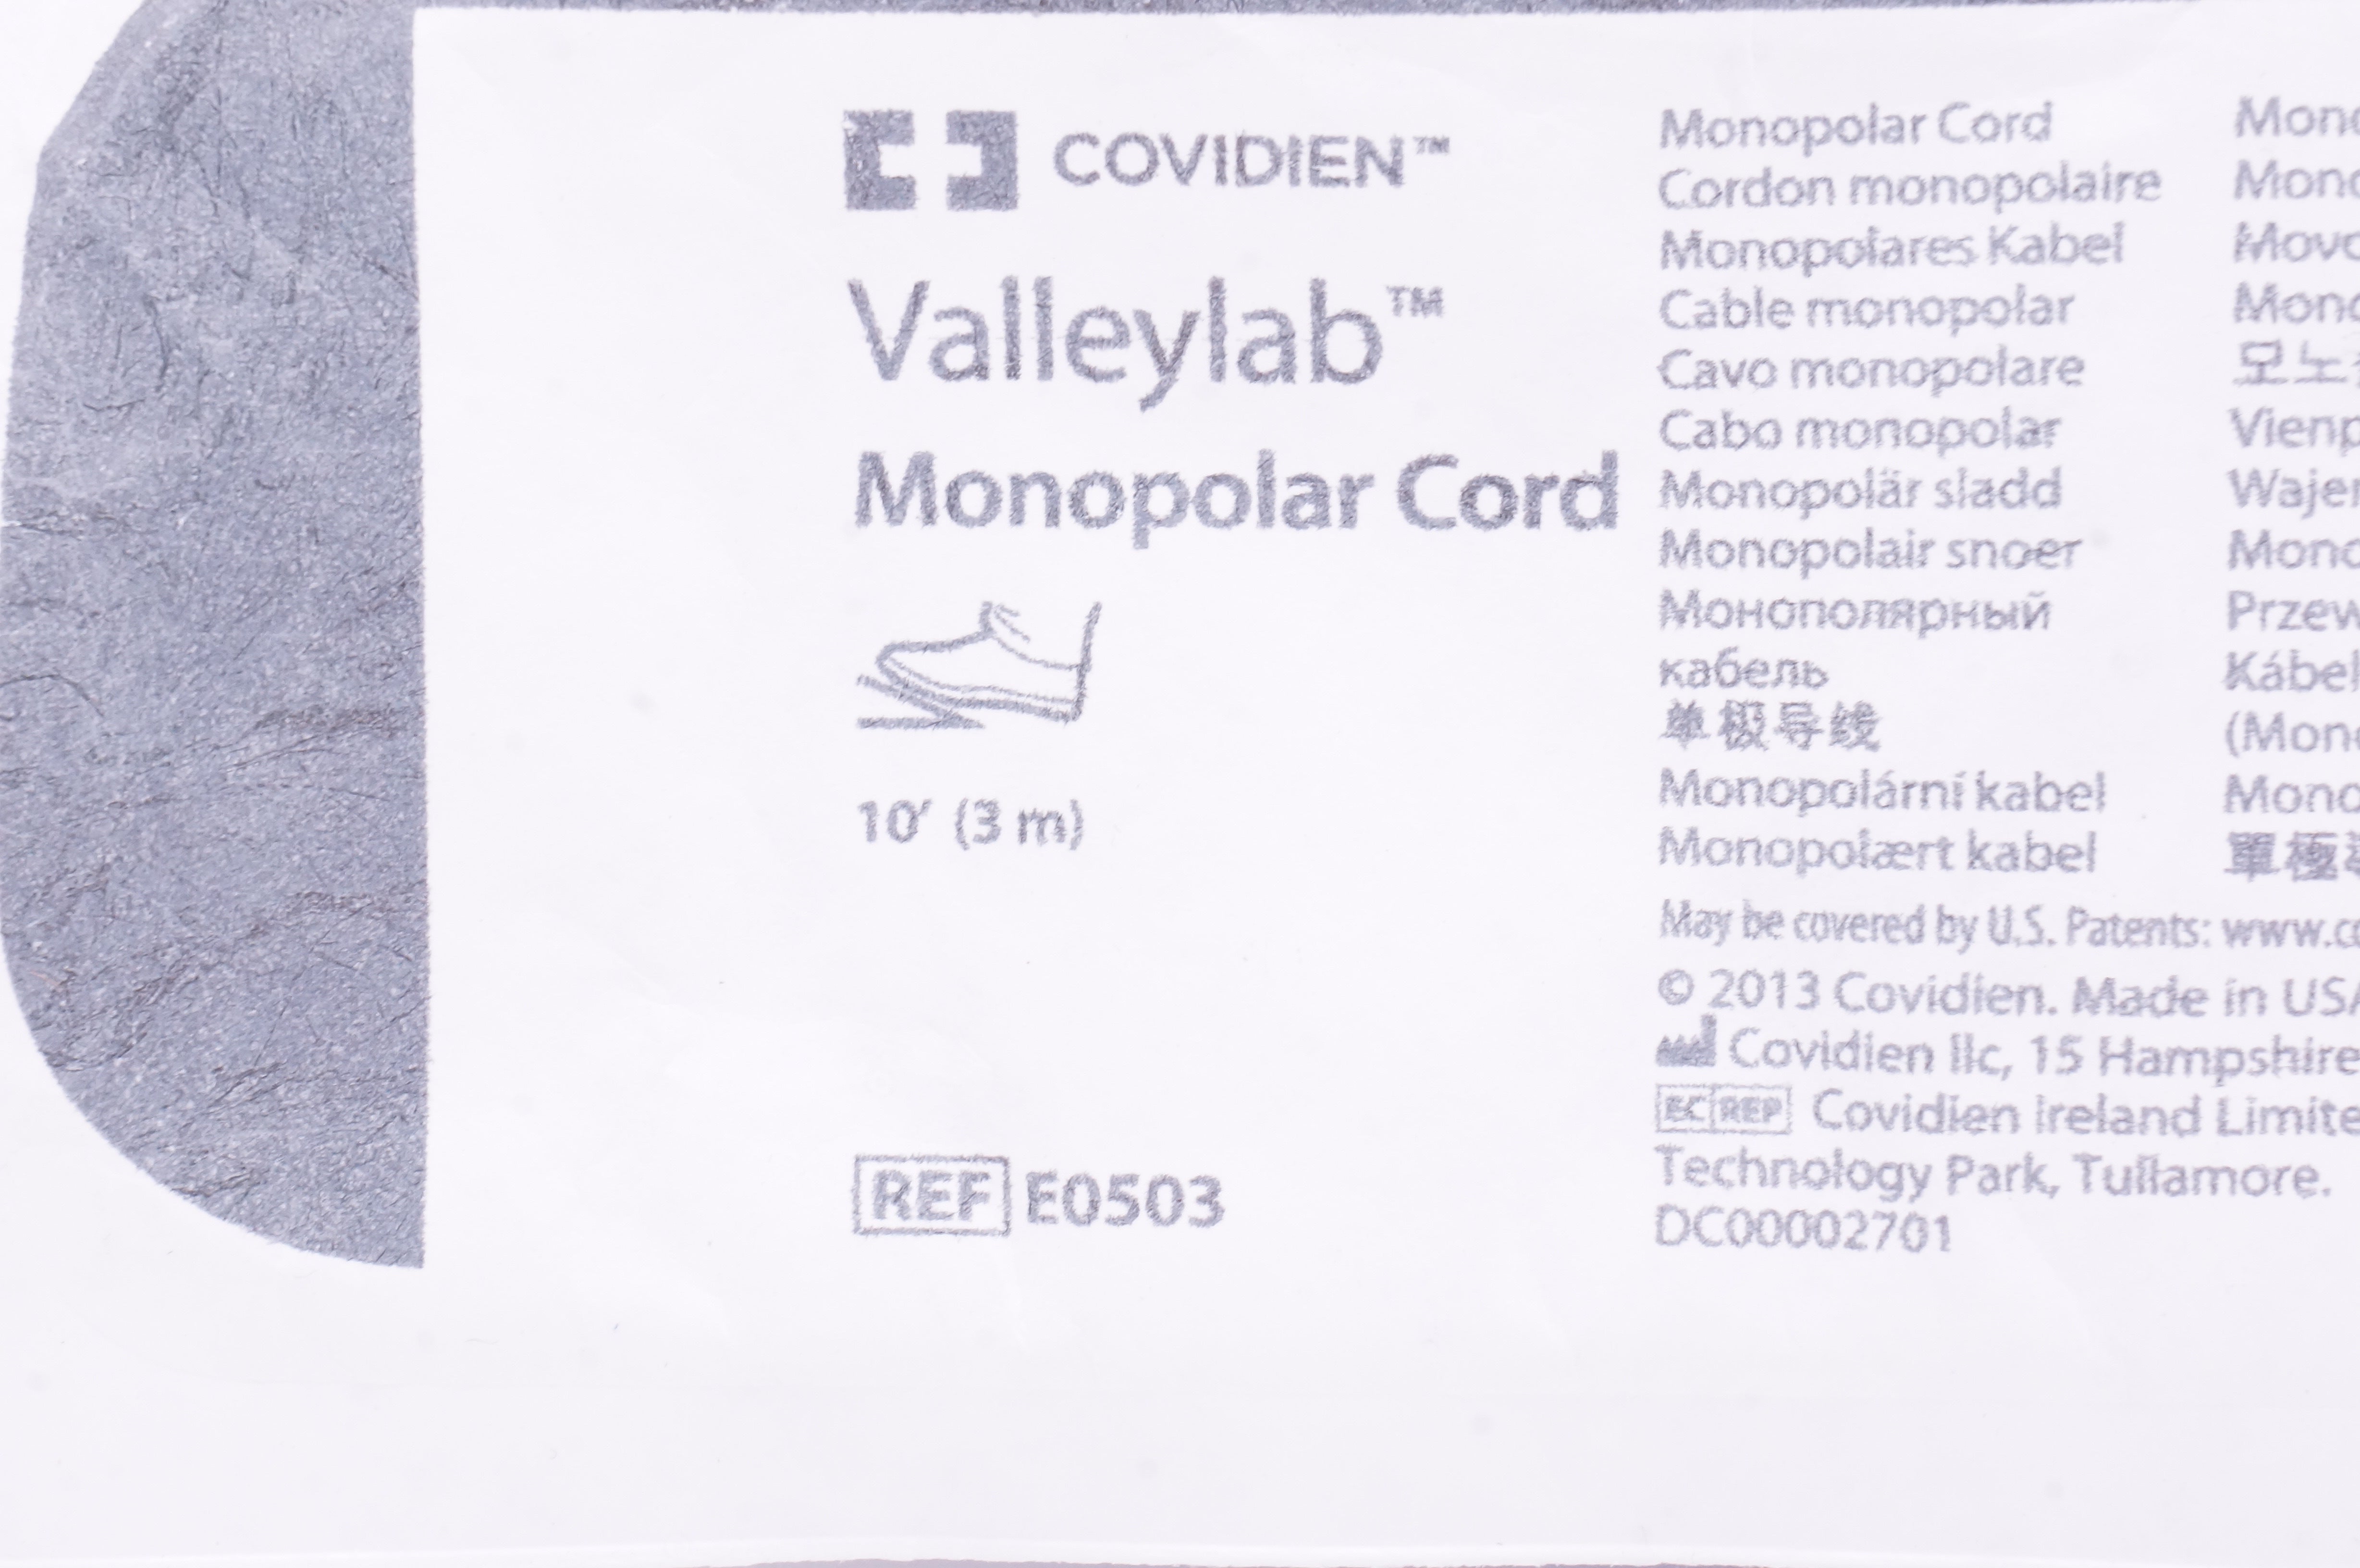 COVIDIEN™
Valleylab™
Monopolar Cord
10' (3 m)
REF E0503
Monopolar Cord
Cordon monopolaire
Monopolares Kabel
Cable monopolar
Cavo monopolare
Cabo monopolar
Monopolär sladd
Monopolair snoer
Монополярный
кабель
单极导线
Monopolární kabel
Monopolært kabel
May be covered by U.S. Patents:
© 2013 Covidien. Made in USA
Covidien llc, 15 Hampshire
EC REP Covidien Ireland
Technology Park, Tullamore.
DC00002701